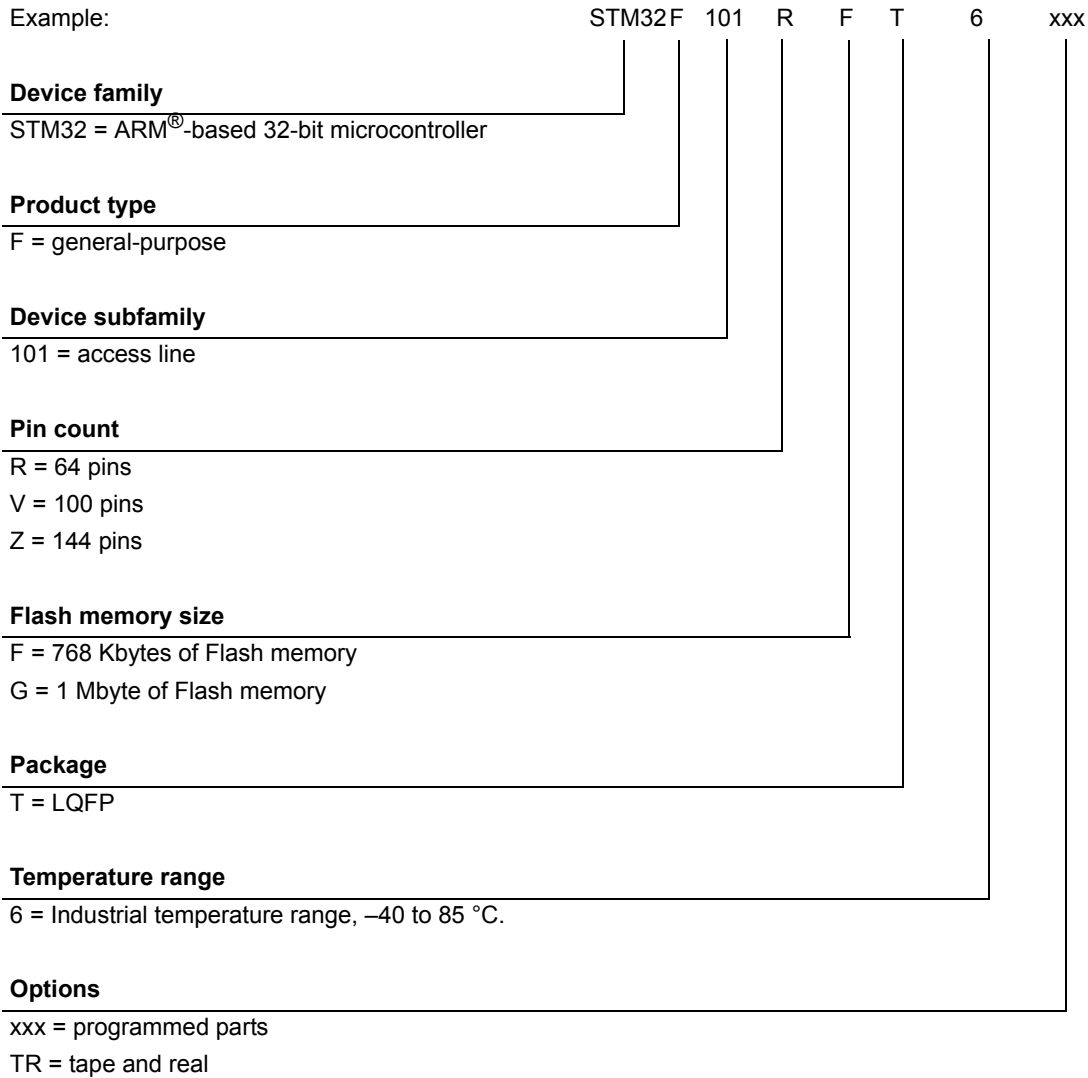 Example: STM32 F 101 R F T 6 xxx
Device family
STM32 = ARM®-based 32-bit microcontroller
Product type
F = general-purpose
Device subfamily
101 = access line
Pin count
R = 64 pins
V = 100 pins
Z = 144 pins
Flash memory size
F = 768 Kbytes of Flash memory
G = 1 Mbyte of Flash memory
Package
T = LQFP
Temperature range
6 = Industrial temperature range, –40 to 85 °C.
Options
xxx = programmed parts
TR = tape and real